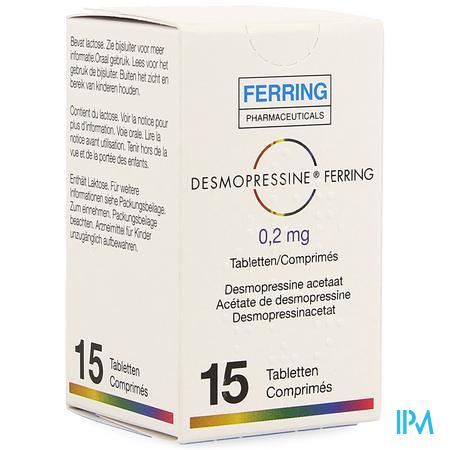 Bevat lactose. Zie bijsluiter voor meer
informatie.Oraal gebruik. Lees voor het
gebruik de bijsluiter. Buiten het zicht en
bereik van kinderen houden.
Contient du lactose. Voir la notice pour
plus d'information. Voie orale. Lire la
notice avant utilisation. Tenir hors de la
vue et de la portée des enfants.
Enthält Laktose. Für weitere
Informationen siehe Packungsbeilage.
Zum einnehmen. Packungsbeilage
beachten. Arzneimittel für Kinder
unzugänglich aufbewahren.
15 Tabletten
Comprimés
FERRING
PHARMACEUTICALS
DESMOPRESSINE® FERRING
0,2 mg
Tabletten/Comprimés
Desmopressine acetaat
Acétate de desmopressine
Desmopressinacetat
15 Tabletten
Comprimés
IPM